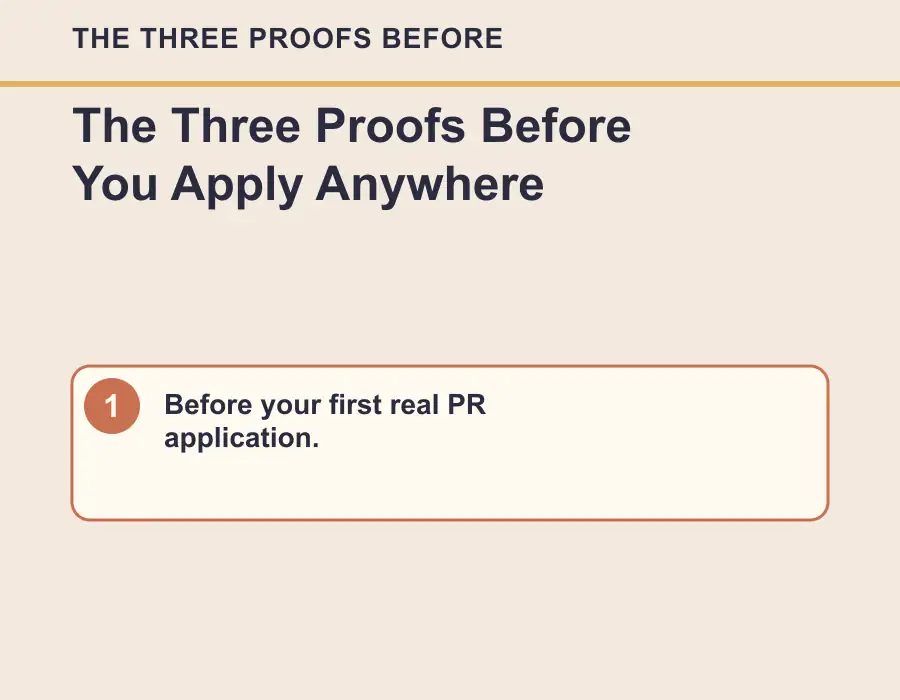 THE THREE PROOFS BEFORE
The Three Proofs Before
You Apply Anywhere
1
Before your first real PR
application.